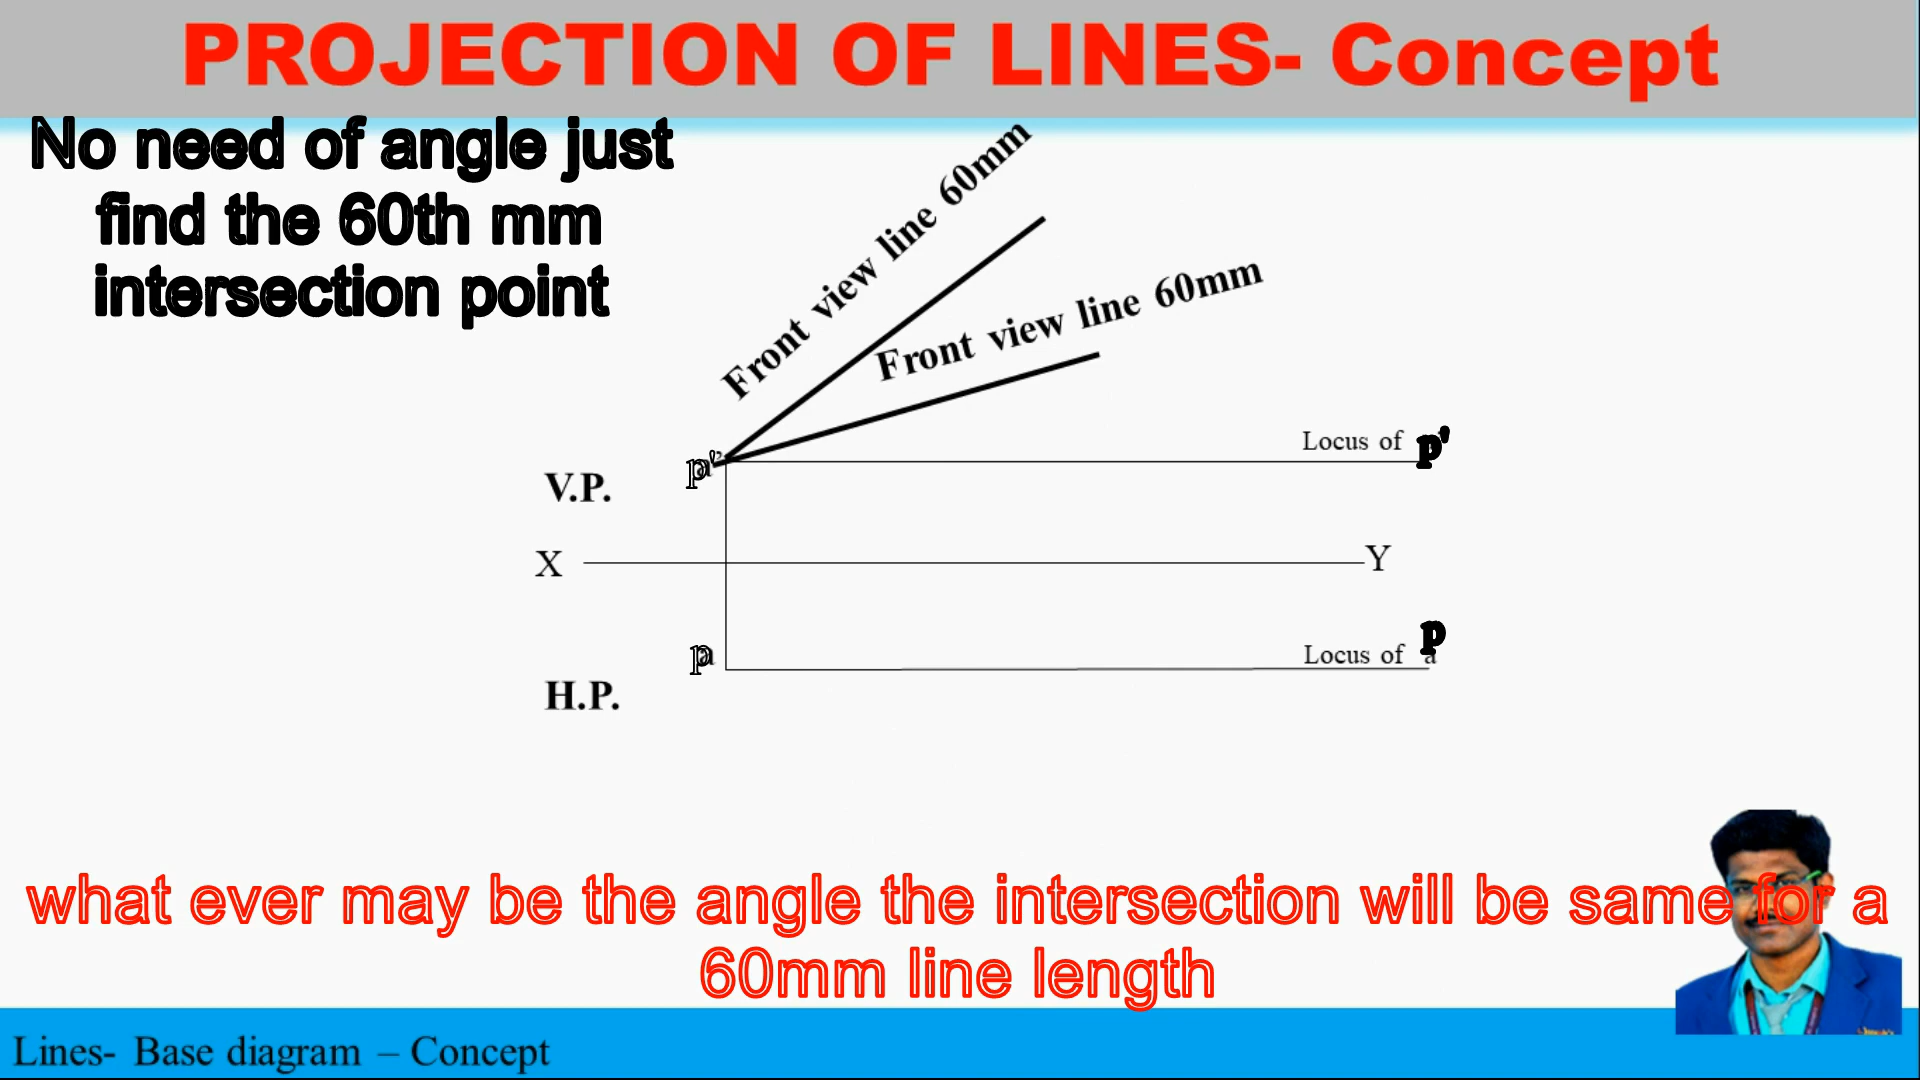 PROJECTION OF LINES- Concept
No need of angle just
find the 60th mm
intersection point
Front view line 60mm
Front view line 60mm
Locus of p'
p'
V.P.
X
Y
p
Locus of p
H.P.
what ever may be the angle the intersection will be same for a
60mm line length
Lines- Base diagram – Concept